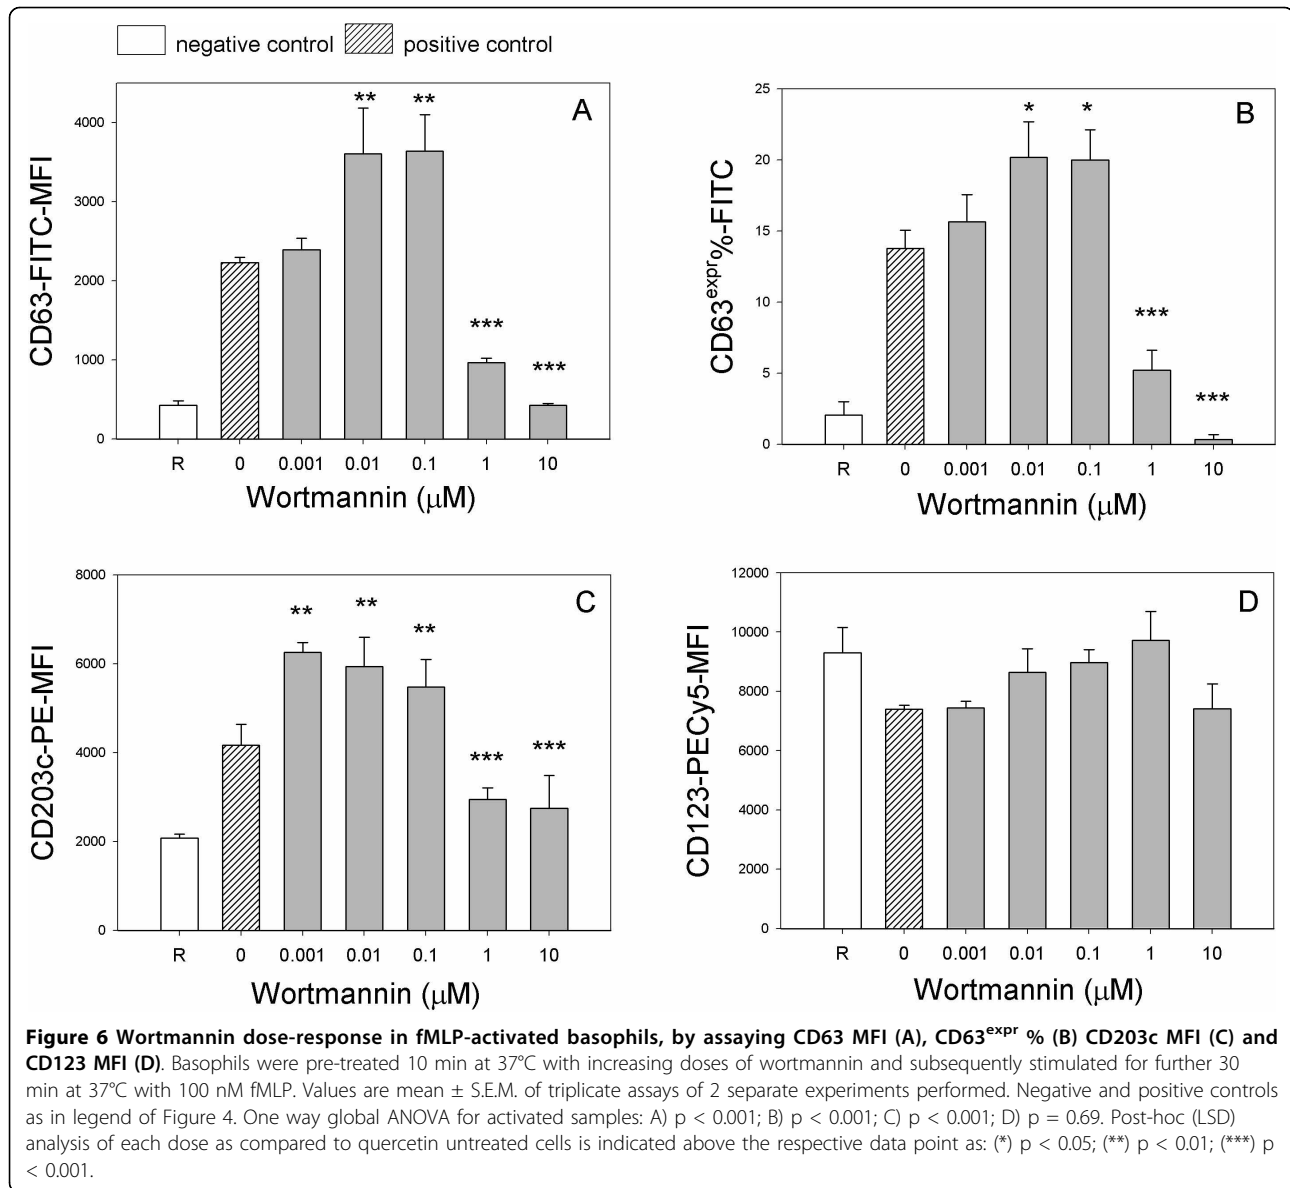 negative control positive control
A
CD63-FITC-MFI
4000
3000
2000
1000
0
** ** *** ***
R 0 0.001 0.01 0.1 1 10
Wortmannin (µM)
B
CD63expr%-FITC
25
20
15
10
5
0
* * *** ***
R 0 0.001 0.01 0.1 1 10
Wortmannin (µM)
C
CD203c-PE-MFI
8000
6000
4000
2000
0
** ** ** *** ***
R 0 0.001 0.01 0.1 1 10
Wortmannin (µM)
D
CD123-PECy5-MFI
12000
10000
8000
6000
4000
2000
0
R 0 0.001 0.01 0.1 1 10
Wortmannin (µM)
Figure 6 Wortmannin dose-response in fMLP-activated basophils, by assaying CD63 MFI (A), CD63expr % (B) CD203c MFI (C) and
CD123 MFI (D). Basophils were pre-treated 10 min at 37°C with increasing doses of wortmannin and subsequently stimulated for further 30
min at 37°C with 100 nM fMLP. Values are mean ± S.E.M. of triplicate assays of 2 separate experiments performed. Negative and positive controls
as in legend of Figure 4. One way global ANOVA for activated samples: A) p < 0.001; B) p < 0.001; C) p < 0.001; D) p = 0.69. Post-hoc (LSD)
analysis of each dose as compared to quercetin untreated cells is indicated above the respective data point as: (*) p < 0.05; (**) p < 0.01; (***) p
< 0.001.